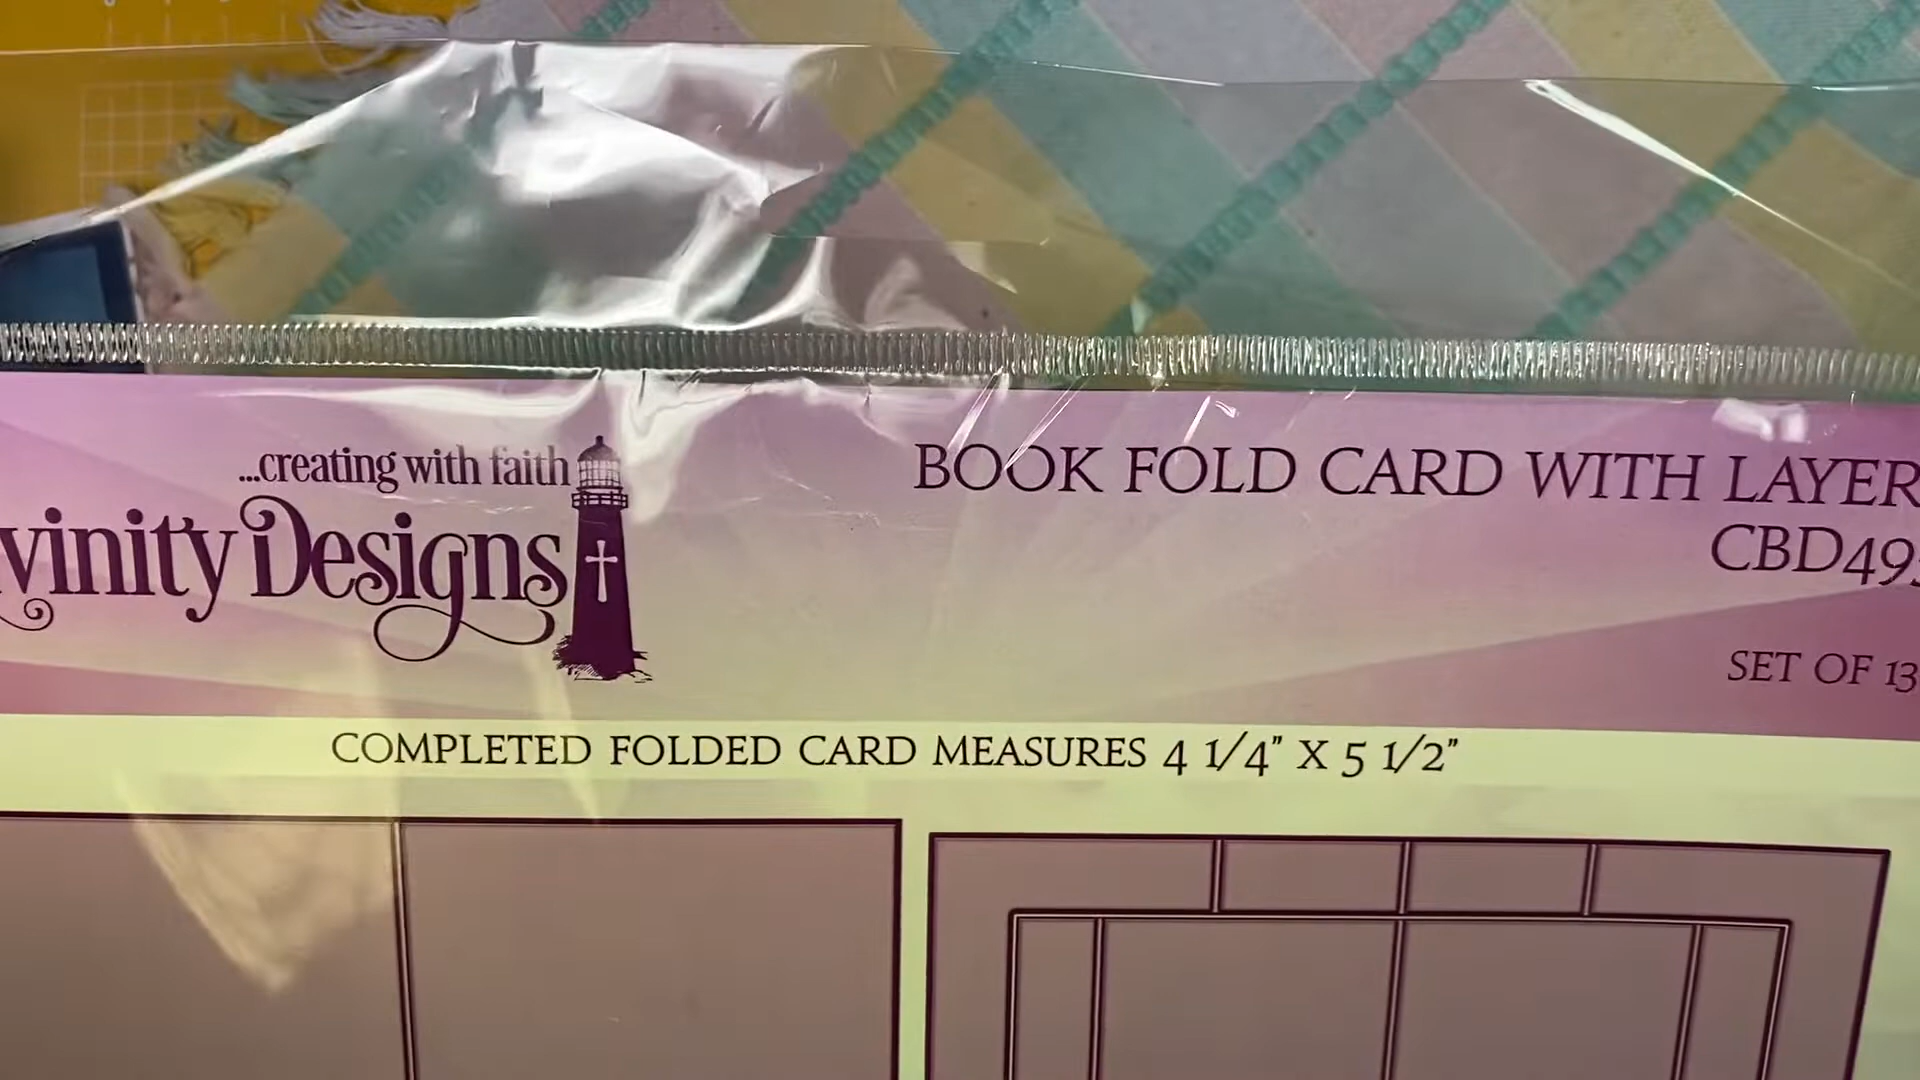 ...creating with faith
vinity Designs
BOOK FOLD CARD WITH LAYER
CBD49
SET OF 13
COMPLETED FOLDED CARD MEASURES 4 1/4" X 5 1/2"